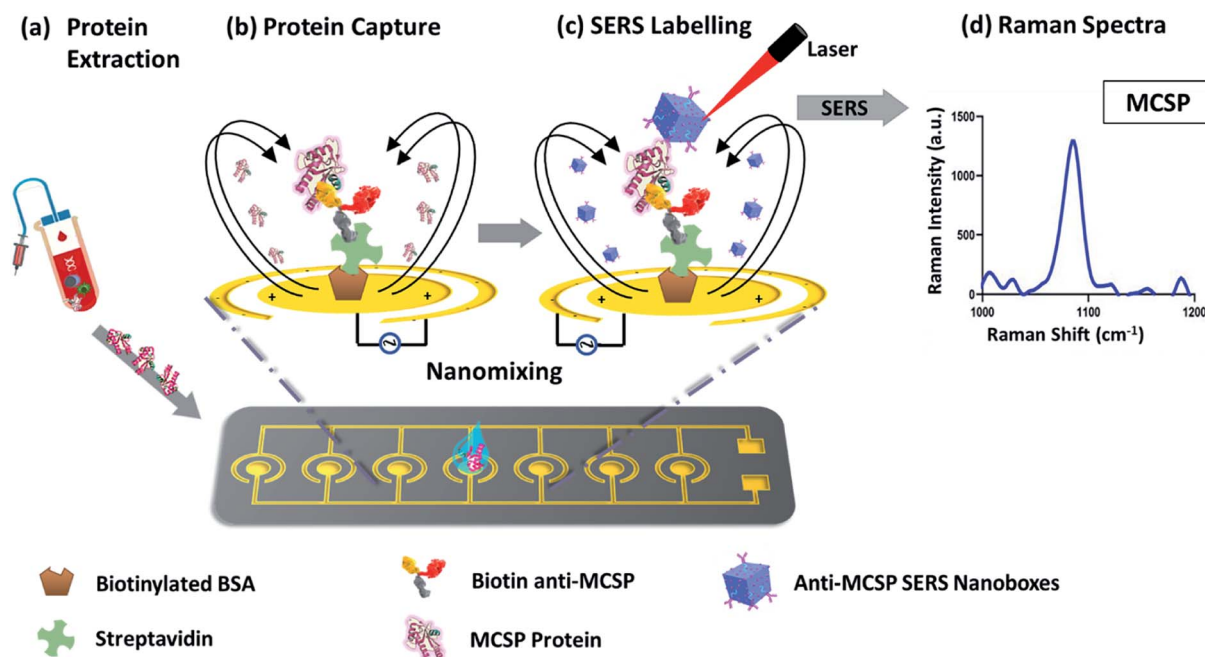 (a) Protein
Extraction
(b) Protein Capture
(c) SERS Labelling
(d) Raman Spectra
Laser
SERS
MCSP
1500
1000
500
0
Raman Intensity (a.u.)
1000
1100
1200
Raman Shift (cm⁻¹)
+
+
+
+
Nanomixing
Biotinylated BSA
Biotin anti-MCSP
Anti-MCSP SERS Nanoboxes
Streptavidin
MCSP Protein